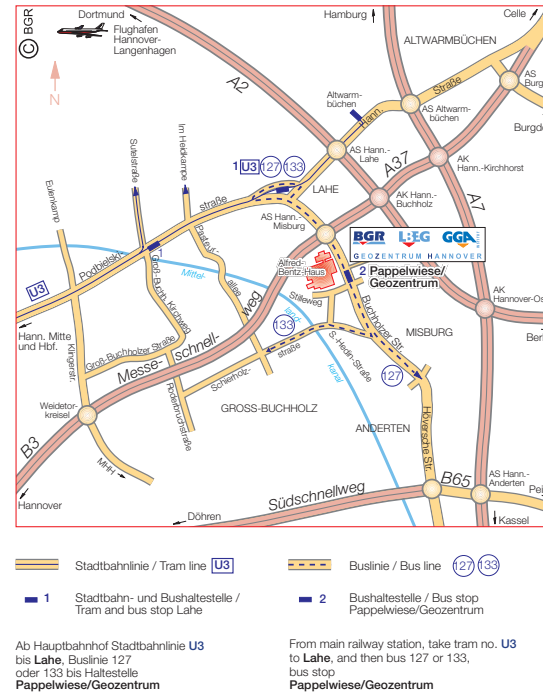 © BGR
Dortmund
Flughafen
Hannover-
Langenhagen
Hamburg
Celle
ALTWARMBÜCHEN
A2
Straße
AS
Burg
Altwarm-
büchen
Hann.
AS Altwarm-
büchen
Burgdo
N
Sutelstraße
Im Heidkampe
1 U3 127 133
AS Hann.-
Lahe
A37
AK
Hann.-Kirchhorst
Eulenkamp
straße
LAHE
AK Hann.-
Buchholz
A7
AS Hann.-
Misburg
BGR LBEG GGA
GEOZENTRUM HANNOVER
Podbielski-
Groß-Buchh. Kirchweg
Pasteur-
allee
Mittel-
Alfred-
Bentz-Haus
2 Pappelwiese/
Geozentrum
U3
weg
Stilleweg
land-
Buchholzer Str.
AK
Hannover-Os
133
MISBURG
Hann. Mitte
und Hbf.
Klingerstr.
Groß-Buchholzer Straße
schnell-
Messe-
straße
S.-Hedin-Straße
Schierholz-
kanal
127
Weidetor-
kreisel
Roderbruchstraße
GROSS-BUCHHOLZ
ANDERTEN
Höversche Str.
B3
MHH
B65
AS Hann.-
Anderten
Südschnellweg
Hannover
Döhren
Kassel
Stadtbahnlinie / Tram line U3
Buslinie / Bus line 127 133
1 Stadtbahn- und Bushaltestelle /
Tram and bus stop Lahe
2 Bushaltestelle / Bus stop
Pappelwiese/Geozentrum
Ab Hauptbahnhof Stadtbahnlinie U3
bis Lahe, Buslinie 127
oder 133 bis Haltestelle
Pappelwiese/Geozentrum
From main railway station, take tram no. U3
to Lahe, and then bus 127 or 133,
bus stop
Pappelwiese/Geozentrum